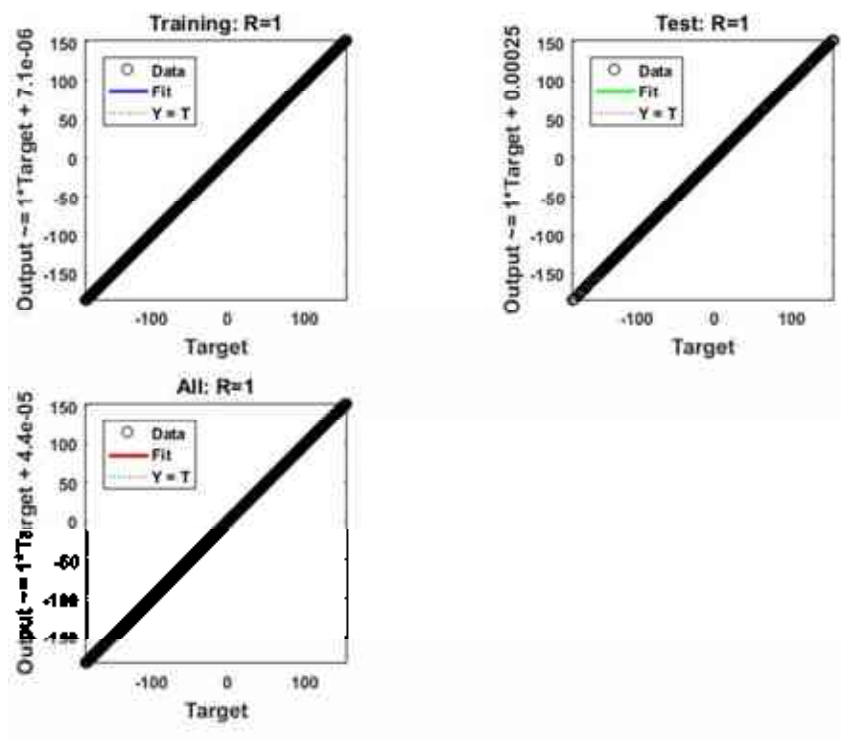 Training: R=1
Output ~= 1*Target + 7.1e-06
150
100
50
0
-50
-100
-150
Data
Fit
Y = T
-100 0 100
Target
Test: R=1
Output ~= 1*Target + 0.00025
150
100
50
0
-50
-100
-150
Data
Fit
Y = T
-100 0 100
Target
All: R=1
Output ~= 1*Target + 4.4e-05
150
100
50
0
-50
-100
-150
Data
Fit
Y = T
-100 0 100
Target